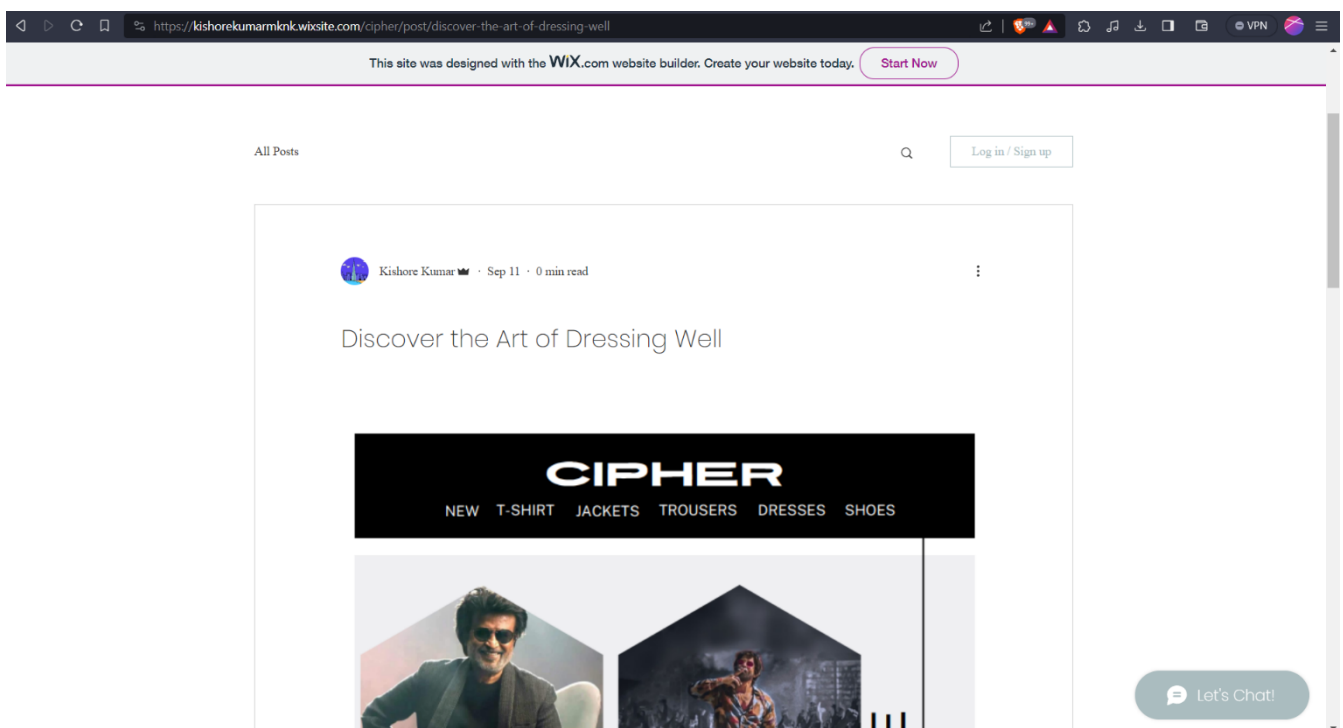 https://kishorekumarmknk.wixsite.com/cipher/post/discover-the-art-of-dressing-well
99+
VPN
This site was designed with the WiX.com website builder. Create your website today. Start Now
All Posts
Log in / Sign up
Kishore Kumar · Sep 11 · 0 min read
Discover the Art of Dressing Well
CIPHER
NEW T-SHIRT JACKETS TROUSERS DRESSES SHOES
Let's Chat!